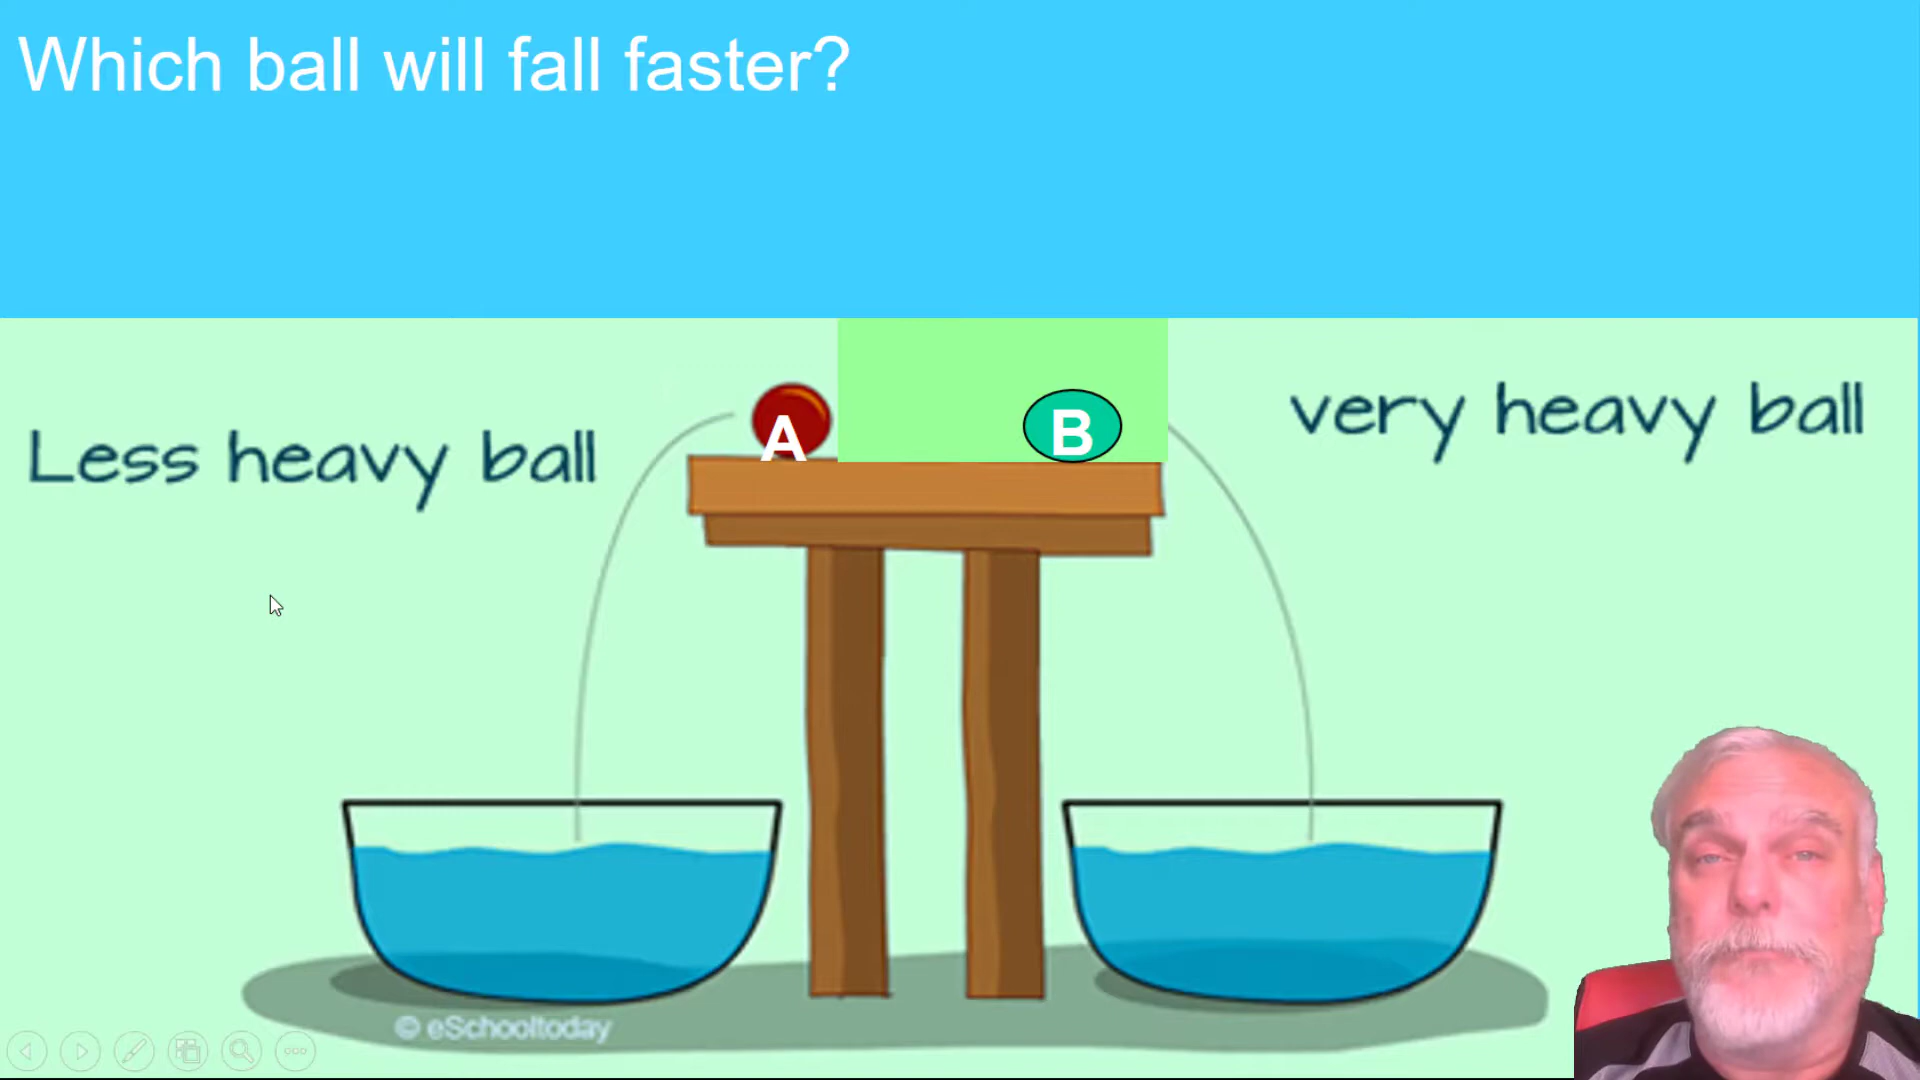 Which ball will fall faster?
Less heavy ball
A
B
very heavy ball
© eSchooltoday